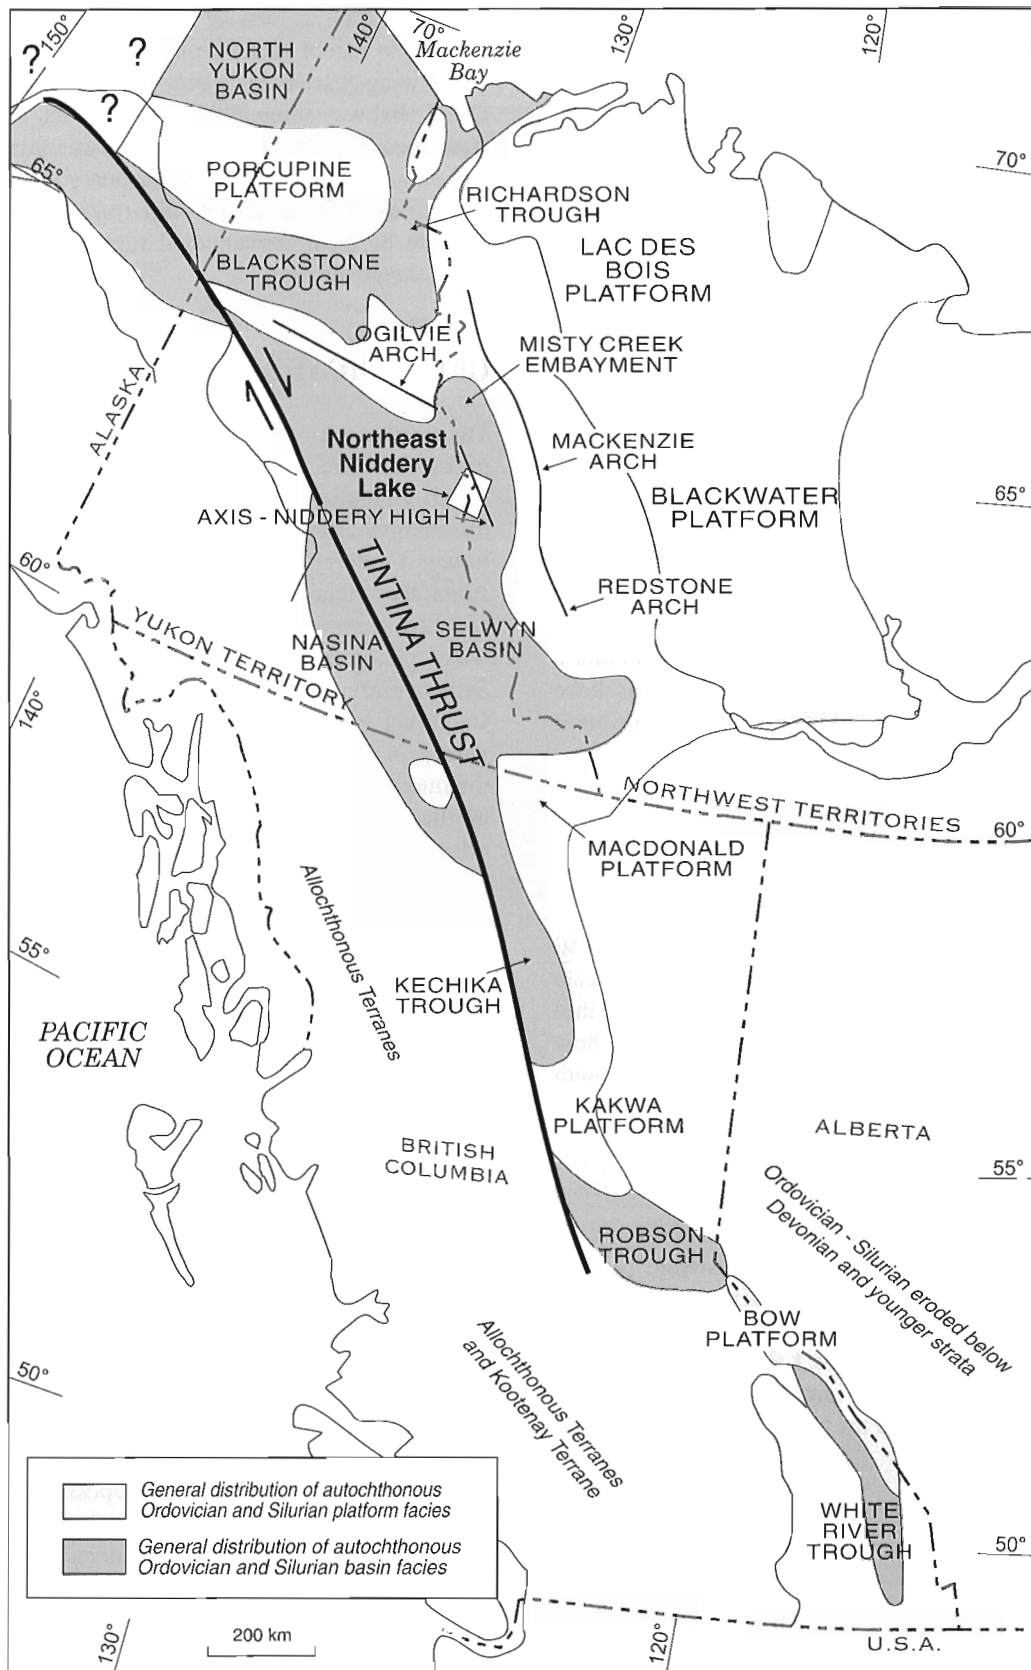 150°
140°
70°
130°
120°
?
?
?
Mackenzie
Bay
NORTH
YUKON
BASIN
65°
70°
PORCUPINE
PLATFORM
RICHARDSON
TROUGH
LAC DES
BOIS
PLATFORM
BLACKSTONE
TROUGH
OGILVIE
ARCH
MISTY CREEK
EMBAYMENT
ALASKA
Northeast
Niddery
Lake
MACKENZIE
ARCH
BLACKWATER
PLATFORM
65°
AXIS - NIDDERY HIGH
60°
TINTINA THRUST
REDSTONE
ARCH
YUKON TERRITORY
NASINA
BASIN
SELWYN
BASIN
140°
NORTHWEST TERRITORIES
60°
MACDONALD
PLATFORM
Allochthonous Terranes
55°
KECHIKA
TROUGH
PACIFIC
OCEAN
KAKWA
PLATFORM
BRITISH
COLUMBIA
ALBERTA
55°
Ordovician - Silurian eroded below
Devonian and younger strata
ROBSON
TROUGH
BOW
PLATFORM
Allochthonous Terranes
and Kootenay Terrane
50°
General distribution of autochthonous
Ordovician and Silurian platform facies
General distribution of autochthonous
Ordovician and Silurian basin facies
WHITE
RIVER
TROUGH
50°
130°
200 km
120°
U.S.A.